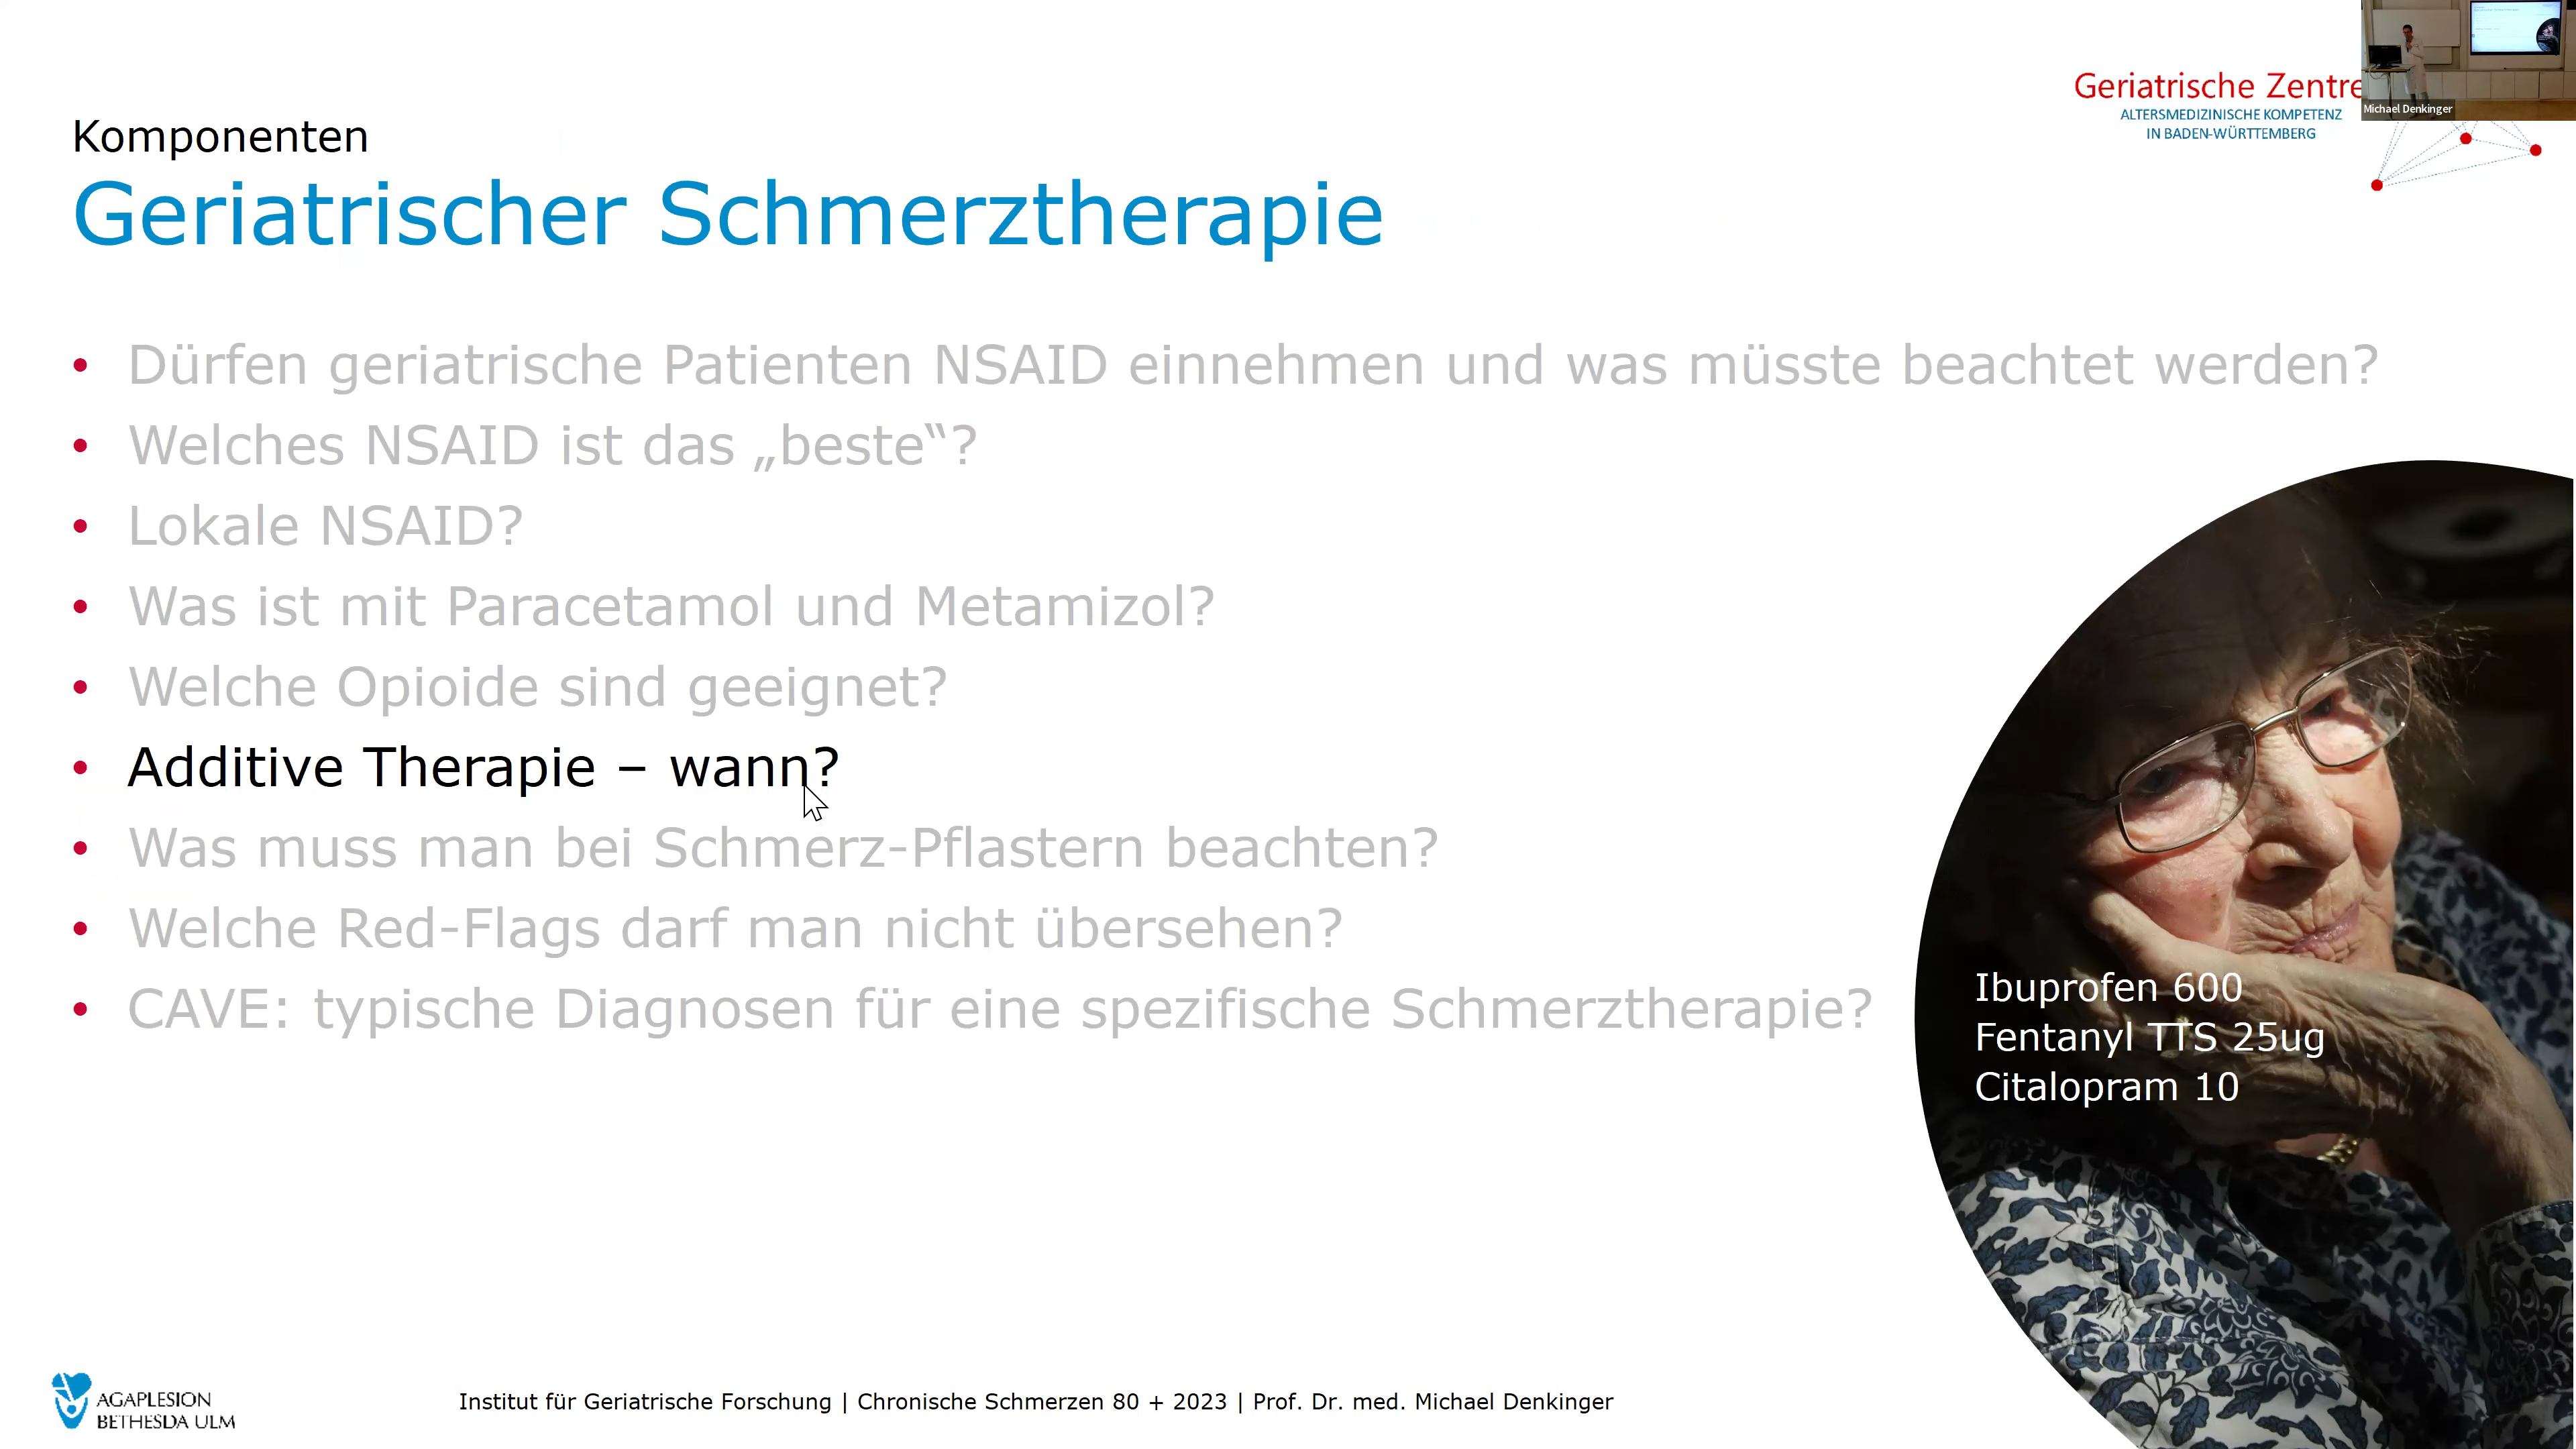 Komponenten
Geriatrischer Schmerztherapie
Geriatrische Zentre
ALTERSMEDIZINISCHE KOMPETENZ
IN BADEN-WÜRTTEMBERG
Michael Denkinger
• Dürfen geriatrische Patienten NSAID einnehmen und was müsste beachtet werden?
• Welches NSAID ist das „beste“?
• Lokale NSAID?
• Was ist mit Paracetamol und Metamizol?
• Welche Opioide sind geeignet?
• Additive Therapie – wann?
• Was muss man bei Schmerz-Pflastern beachten?
• Welche Red-Flags darf man nicht übersehen?
• CAVE: typische Diagnosen für eine spezifische Schmerztherapie?
Ibuprofen 600
Fentanyl TTS 25ug
Citalopram 10
AGAPLESION
BETHESDA ULM
Institut für Geriatrische Forschung | Chronische Schmerzen 80 + 2023 | Prof. Dr. med. Michael Denkinger